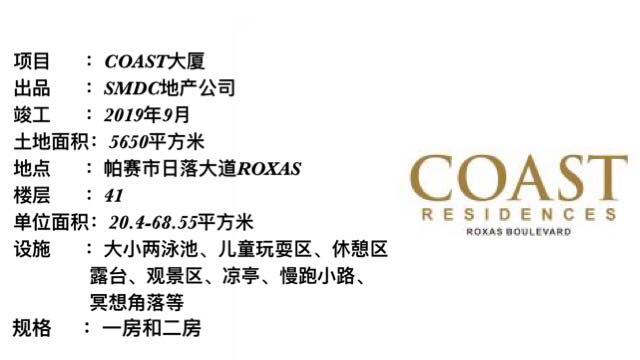 项目 ：COAST大厦
出品 ：SMDC地产公司
竣工 ：2019年9月
土地面积：5650平方米
地点 ：帕赛市日落大道ROXAS
楼层 ：41
单位面积：20.4-68.55平方米
设施 ：大小两泳池、儿童玩耍区、休憩区
露台、观景区、凉亭、慢跑小路、
冥想角落等
规格 ：一房和二房
COAST
RESIDENCES
ROXAS BOULEVARD